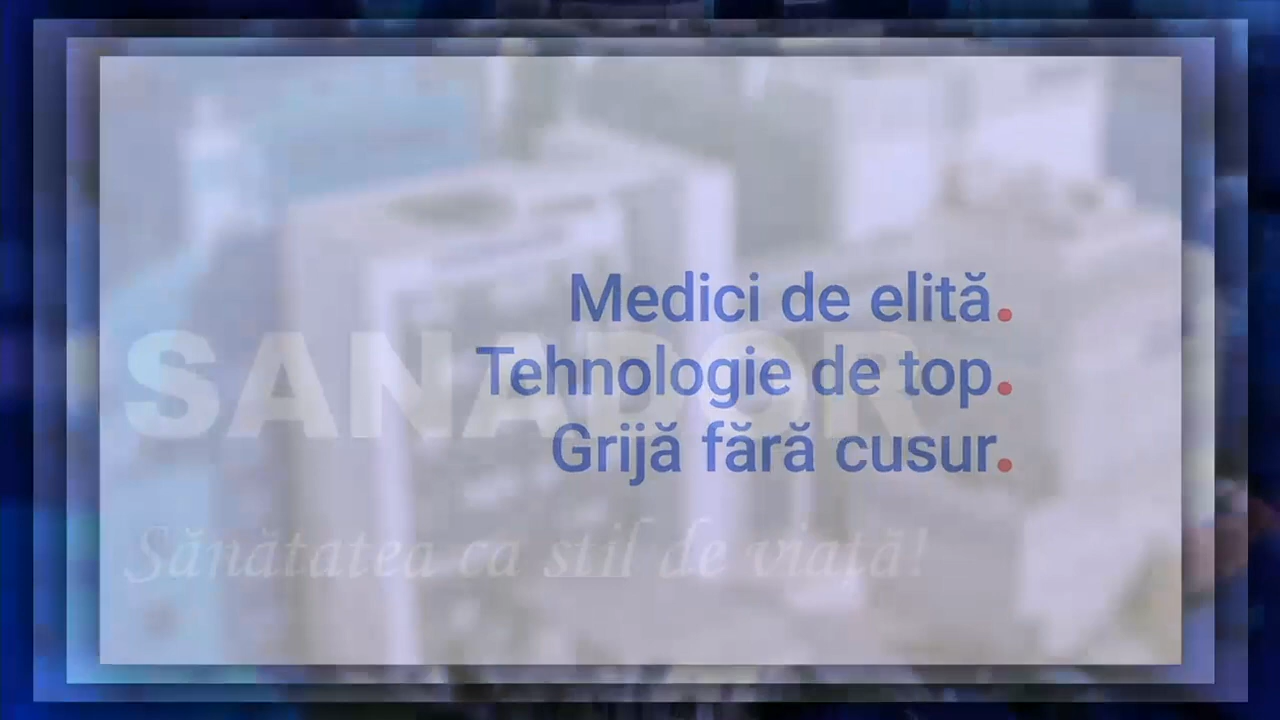 Medici de elită.
Tehnologie de top.
Grijă fără cusur.
SANADOR
Sănătatea ca stil de viață!